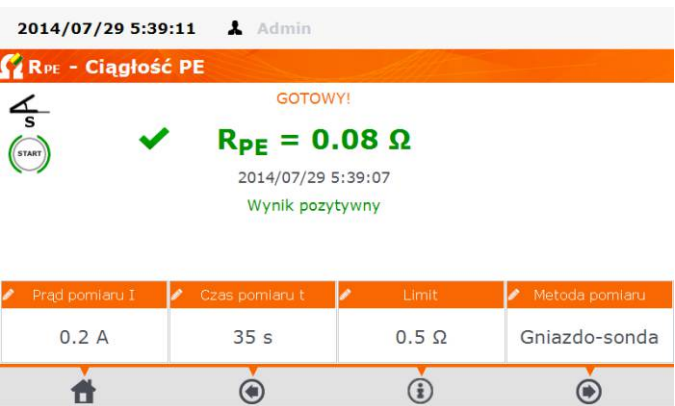 2014/07/29 5:39:11 Admin
RPE - Ciągłość PE
S
START
GOTOWY!
RPE = 0.08 Ω
2014/07/29 5:39:07
Wynik pozytywny
Prąd pomiaru I Czas pomiaru t Limit Metoda pomiaru
0.2 A 35 s 0.5 Ω Gniazdo-sonda